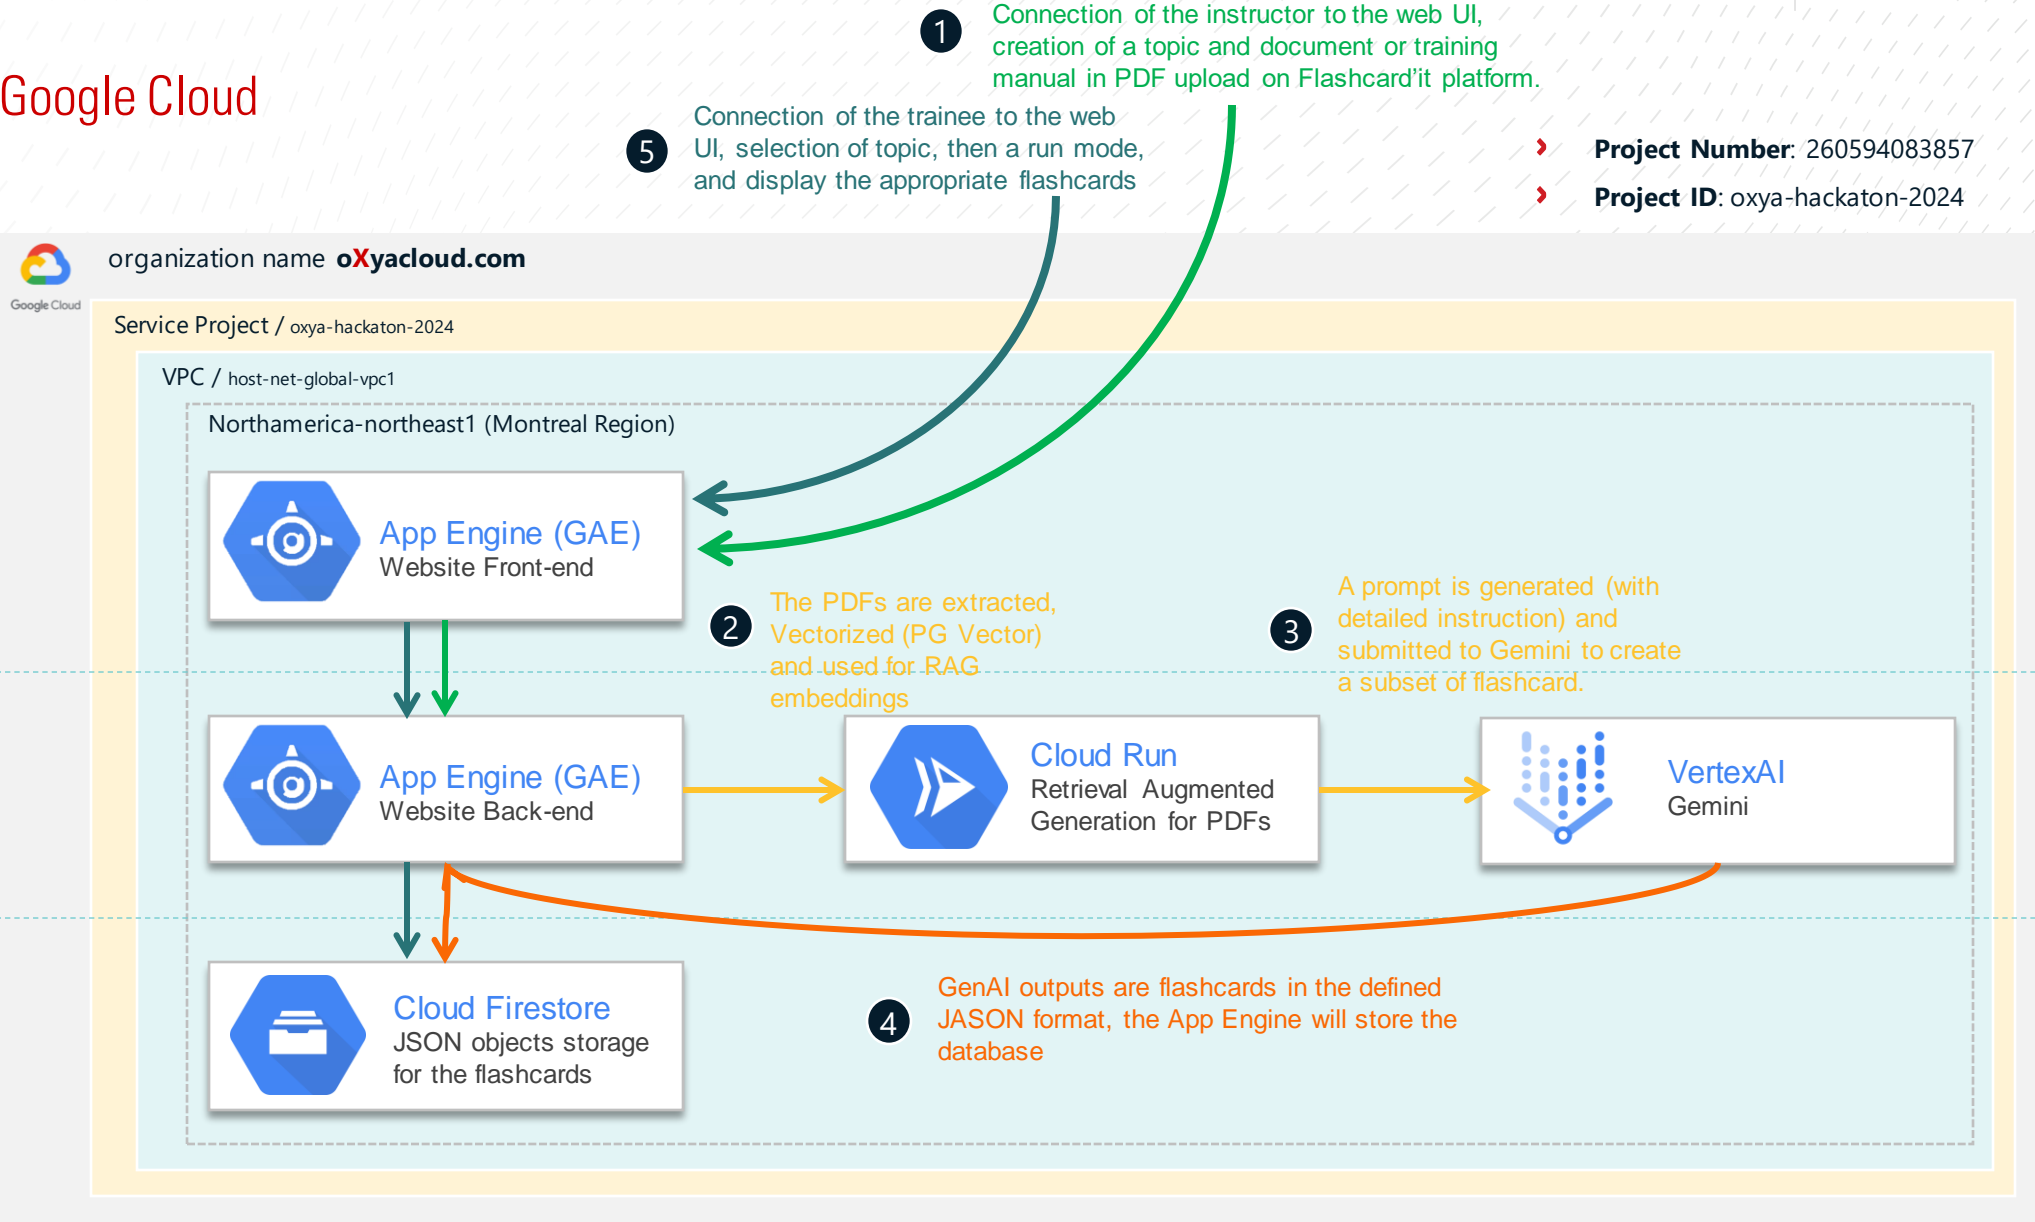 Connection of the instructor to the web UI,
1
creation of a topic and document or training
manual in PDF upload on Flashcard'it platform.
Google Cloud
Connection of the trainee to the web
5
UI, selection of topic, then a run mode,
and display the appropriate flashcards
Project Number: 260594083857
Project ID: oxya-hackaton-2024
Google Cloud
organization name oXyacloud.com
Service Project / oxya-hackaton-2024
VPC / host-net-global-vpc1
Northamerica-northeast1 (Montreal Region)
App Engine (GAE)
Website Front-end
2
The PDFs are extracted,
Vectorized (PG Vector)
and used for RAG
embeddings
3
A prompt is generated (with
detailed instruction) and
submitted to Gemini to create
a subset of flashcard.
App Engine (GAE)
Website Back-end
Cloud Run
Retrieval Augmented
Generation for PDFs
VertexAI
Gemini
Cloud Firestore
JSON objects storage
for the flashcards
4
GenAI outputs are flashcards in the defined
JASON format, the App Engine will store the
database